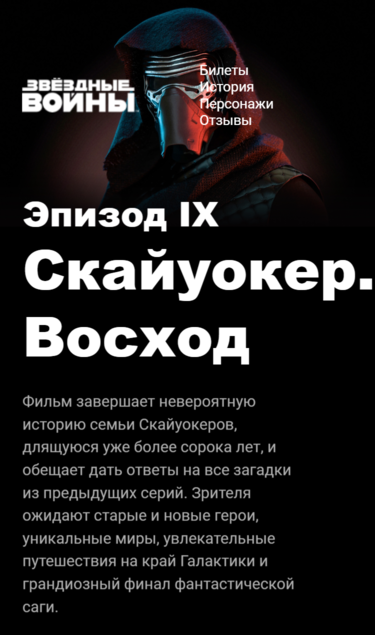 ЗВЁЗДНЫЕ
ВОЙНЫ
Билеты
История
Персонажи
Отзывы
Эпизод IX
Скайуокер.
Восход
Фильм завершает невероятную
историю семьи Скайуокеров,
длящуюся уже более сорока лет, и
обещает дать ответы на все загадки
из предыдущих серий. Зрителя
ожидают старые и новые герои,
уникальные миры, увлекательные
путешествия на край Галактики и
грандиозный финал фантастической
саги.